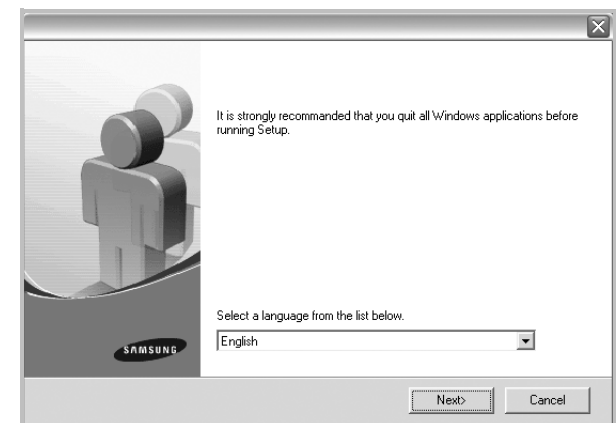 It is strongly recommanded that you quit all Windows applications before
running Setup.
Select a language from the list below.
English
SAMSUNG
Next>
Cancel